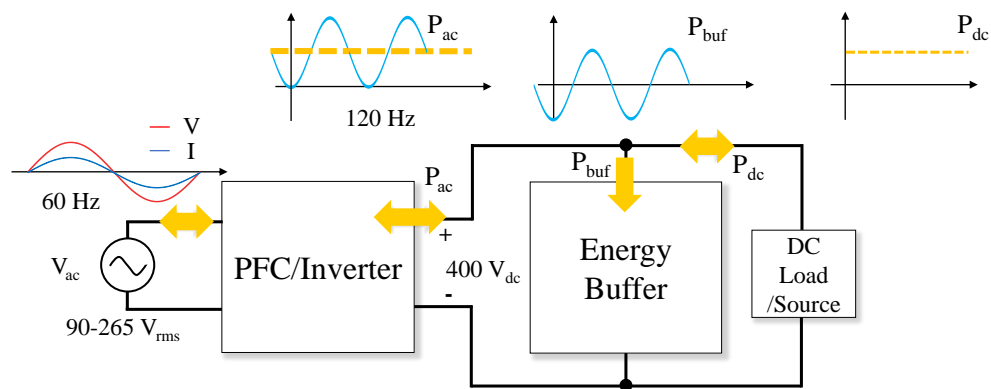 P_ac
P_buf
P_dc
120 Hz
V
I
60 Hz
P_ac
P_buf
P_dc
V_ac
PFC/Inverter
+
400 V_dc
-
Energy
Buffer
DC
Load
/Source
90-265 V_rms